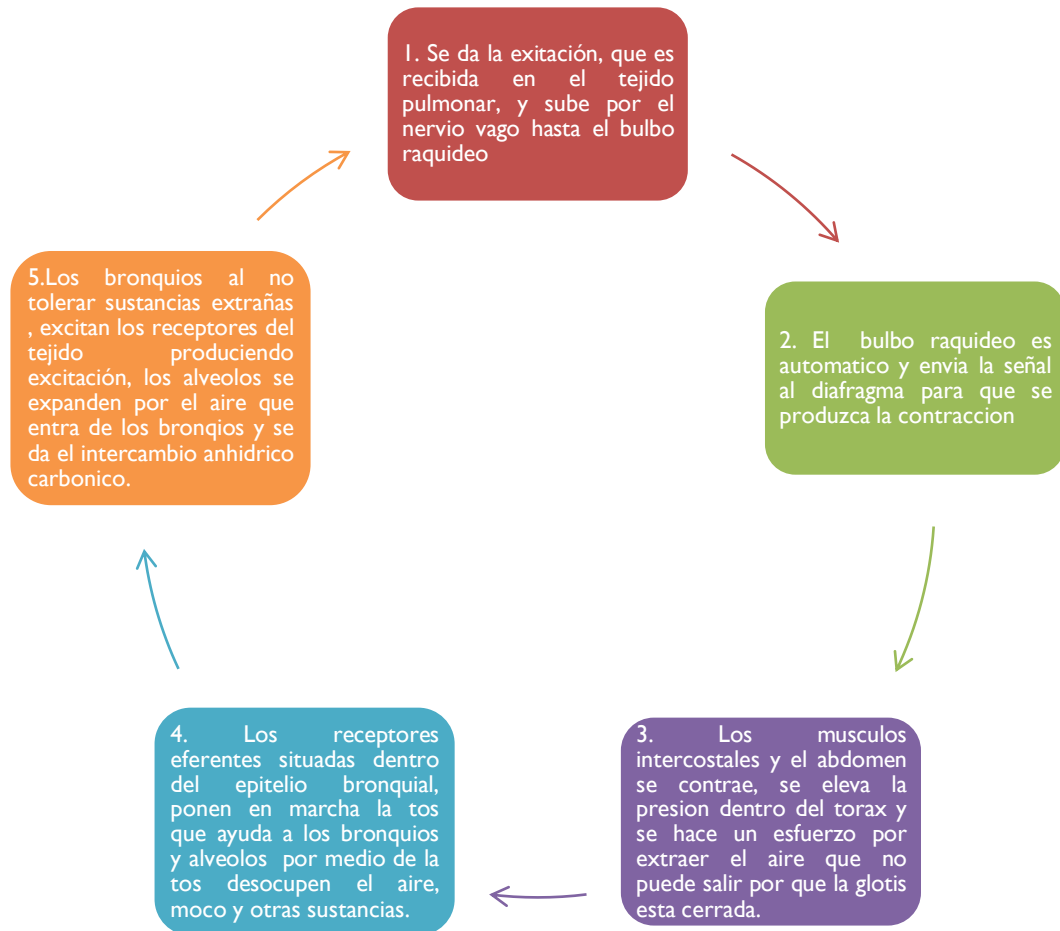 1. Se da la exitación, que es
recibida en el tejido
pulmonar, y sube por el
nervio vago hasta el bulbo
raquideo
2. El bulbo raquideo es
automatico y envia la señal
al diafragma para que se
produzca la contraccion
3. Los musculos
intercostales y el abdomen
se contrae, se eleva la
presion dentro del torax y
se hace un esfuerzo por
extraer el aire que no
puede salir por que la glotis
esta cerrada.
4. Los receptores
eferentes situadas dentro
del epitelio bronquial,
ponen en marcha la tos
que ayuda a los bronquios
y alveolos por medio de la
tos desocupen el aire,
moco y otras sustancias.
5.Los bronquios al no
tolerar sustancias extrañas
, excitan los receptores del
tejido produciendo
excitación, los alveolos se
expanden por el aire que
entra de los bronqios y se
da el intercambio anhidrico
carbonico.